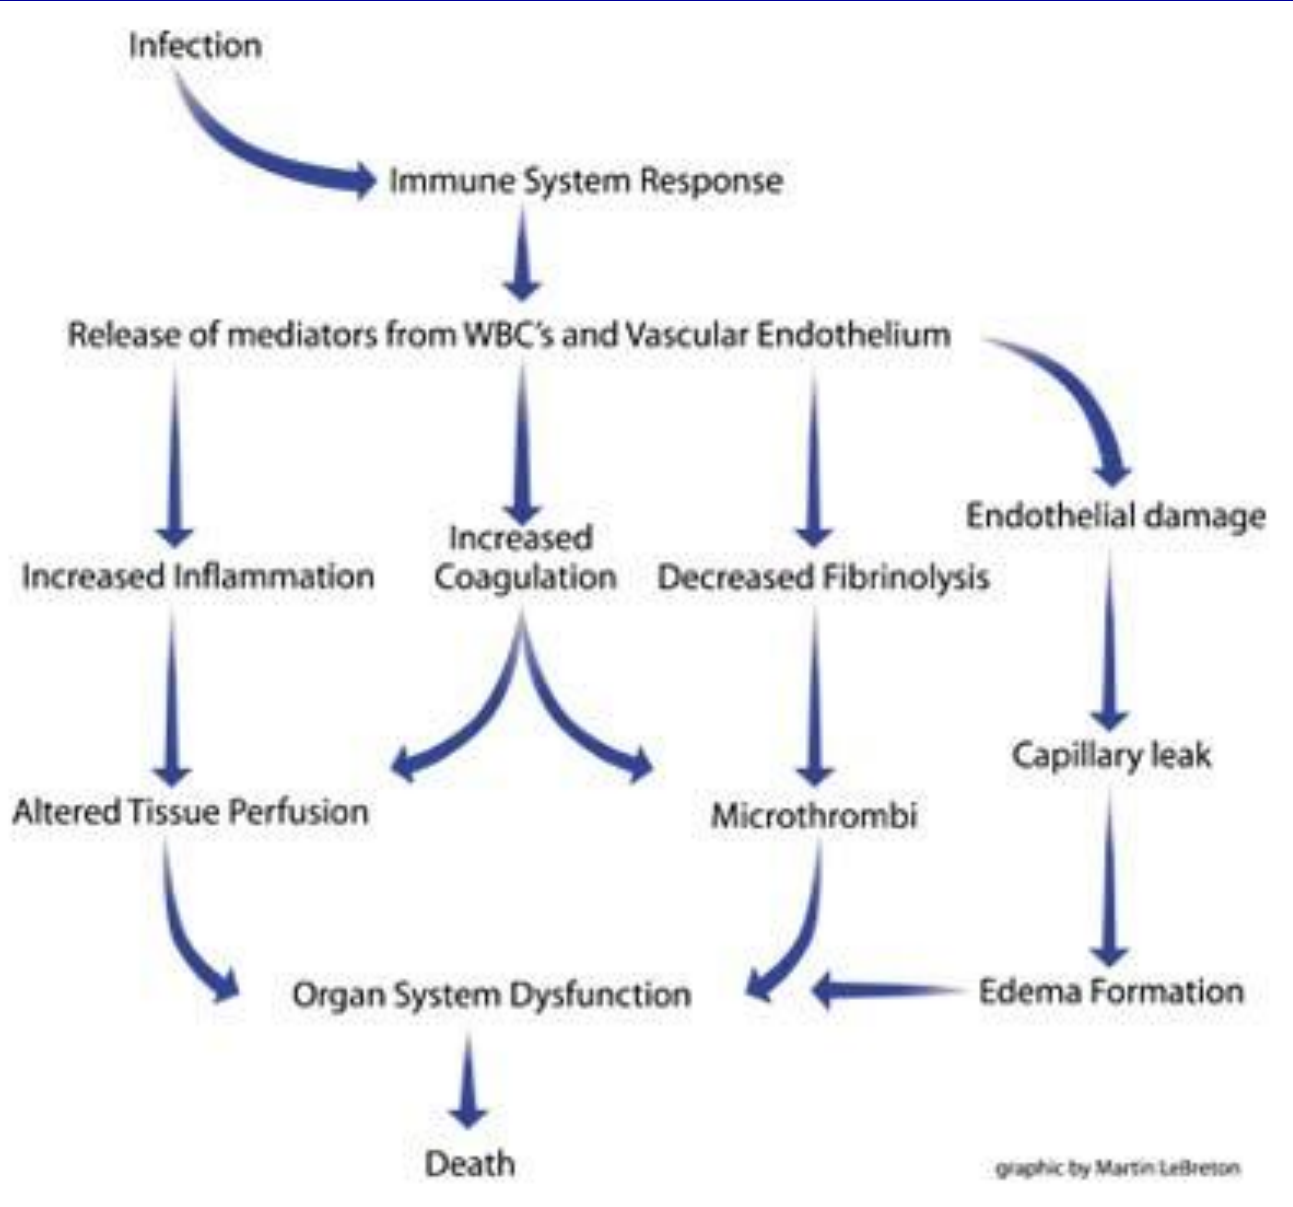 Infection
Immune System Response
Release of mediators from WBC's and Vascular Endothelium
Endothelial damage
Increased Inflammation
Increased
Coagulation
Decreased Fibrinolysis
Capillary leak
Altered Tissue Perfusion
Microthrombi
Organ System Dysfunction
Edema Formation
Death
graphic by Martin LeBreton